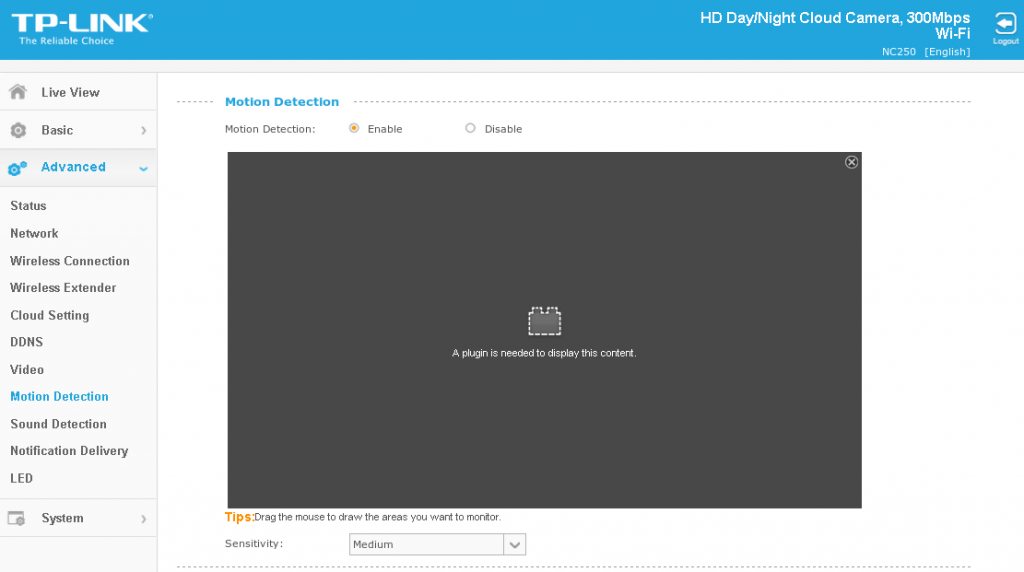 TP-LINK®
The Reliable Choice
HD Day/Night Cloud Camera, 300Mbps
Wi-Fi
NC250 [English]
Logout
Live View
Basic
Advanced
Status
Network
Wireless Connection
Wireless Extender
Cloud Setting
DDNS
Video
Motion Detection
Sound Detection
Notification Delivery
LED
System
Motion Detection
Motion Detection: Enable Disable
A plugin is needed to display this content.
Tips:Drag the mouse to draw the areas you want to monitor.
Sensitivity: Medium